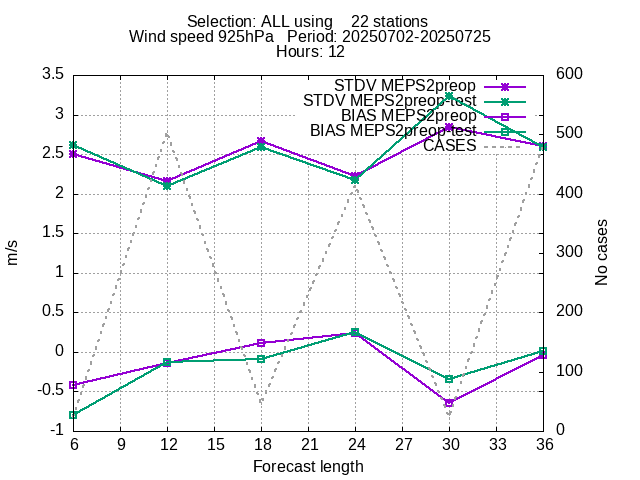 Selection: ALL using    22 stations
Wind speed 925hPa   Period: 20250702-20250725
Hours: 12
STDV MEPS2preop
STDV MEPS2preop-test
BIAS MEPS2preop
BIAS MEPS2preop-test
CASES
3.5
3
2.5
2
1.5
1
0.5
0
-0.5
-1
m/s
600
500
400
300
200
100
0
No cases
6 9 12 15 18 21 24 27 30 33 36
Forecast length